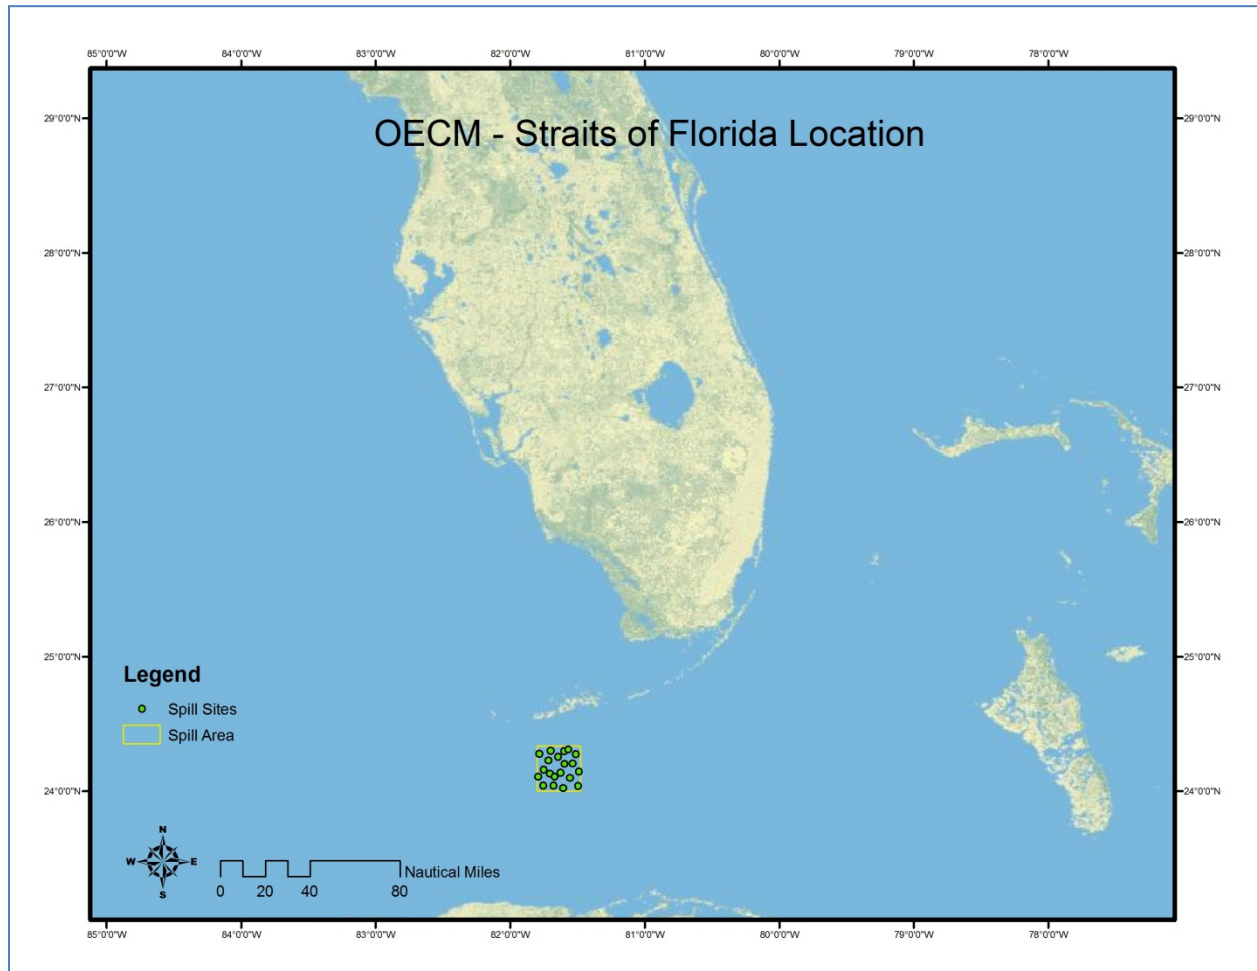 85°0'0"W 84°0'0"W 83°0'0"W 82°0'0"W 81°0'0"W 80°0'0"W 79°0'0"W 78°0'0"W
29°0'0"N 29°0'0"N
OECM - Straits of Florida Location
28°0'0"N 28°0'0"N
27°0'0"N 27°0'0"N
26°0'0"N 26°0'0"N
25°0'0"N 25°0'0"N
Legend
Spill Sites
Spill Area
24°0'0"N 24°0'0"N
N
W E
S
Nautical Miles
0 20 40 80
85°0'0"W 84°0'0"W 83°0'0"W 82°0'0"W 81°0'0"W 80°0'0"W 79°0'0"W 78°0'0"W